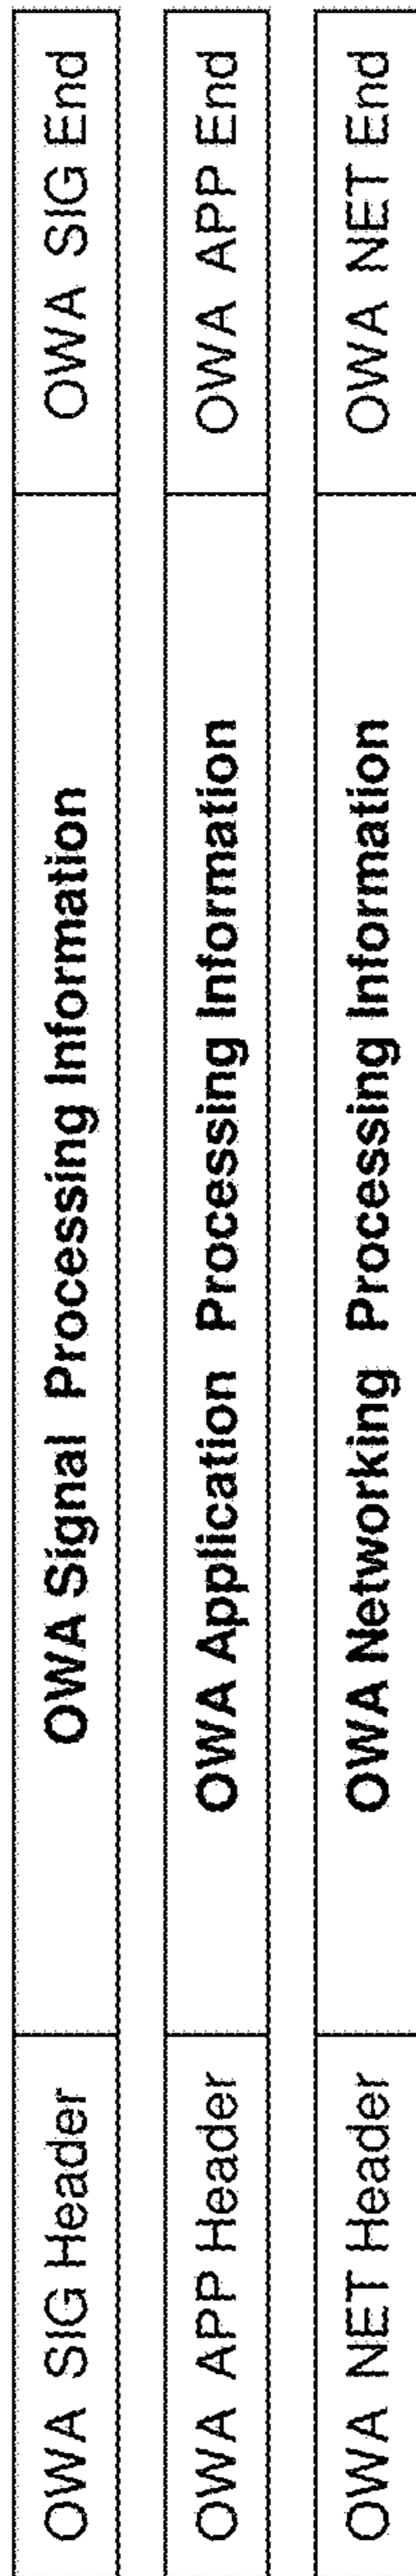 OWA SIG Header OWA Signal Processing Information OWA SIG End
OWA APP Header OWA Application Processing Information OWA APP End
OWA NET Header OWA Networking Processing Information OWA NET End